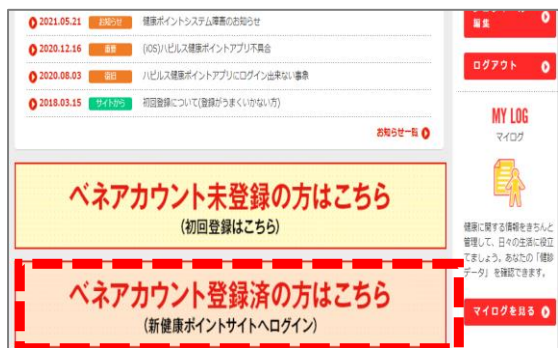 2021.05.21 お知らせ 健康ポイントシステム障害のお知らせ
2020.12.16 重要 (iOS)ハピルス健康ポイントアプリ不具合
2020.08.03 復旧 ハピルス健康ポイントアプリにログイン出来ない事象
2018.03.15 サイトから 初回登録について(登録がうまくいかない方)
お知らせ一覧
ベネアカウント未登録の方はこちら
(初回登録はこちら)
ベネアカウント登録済の方はこちら
(新健康ポイントサイトへログイン)
編集
ログアウト
MY LOG
マイログ
健康に関する情報をきちんと
管理して、日々の生活に役立
てましょう。あなたの「健診
データ」を確認できます。
マイログを見る